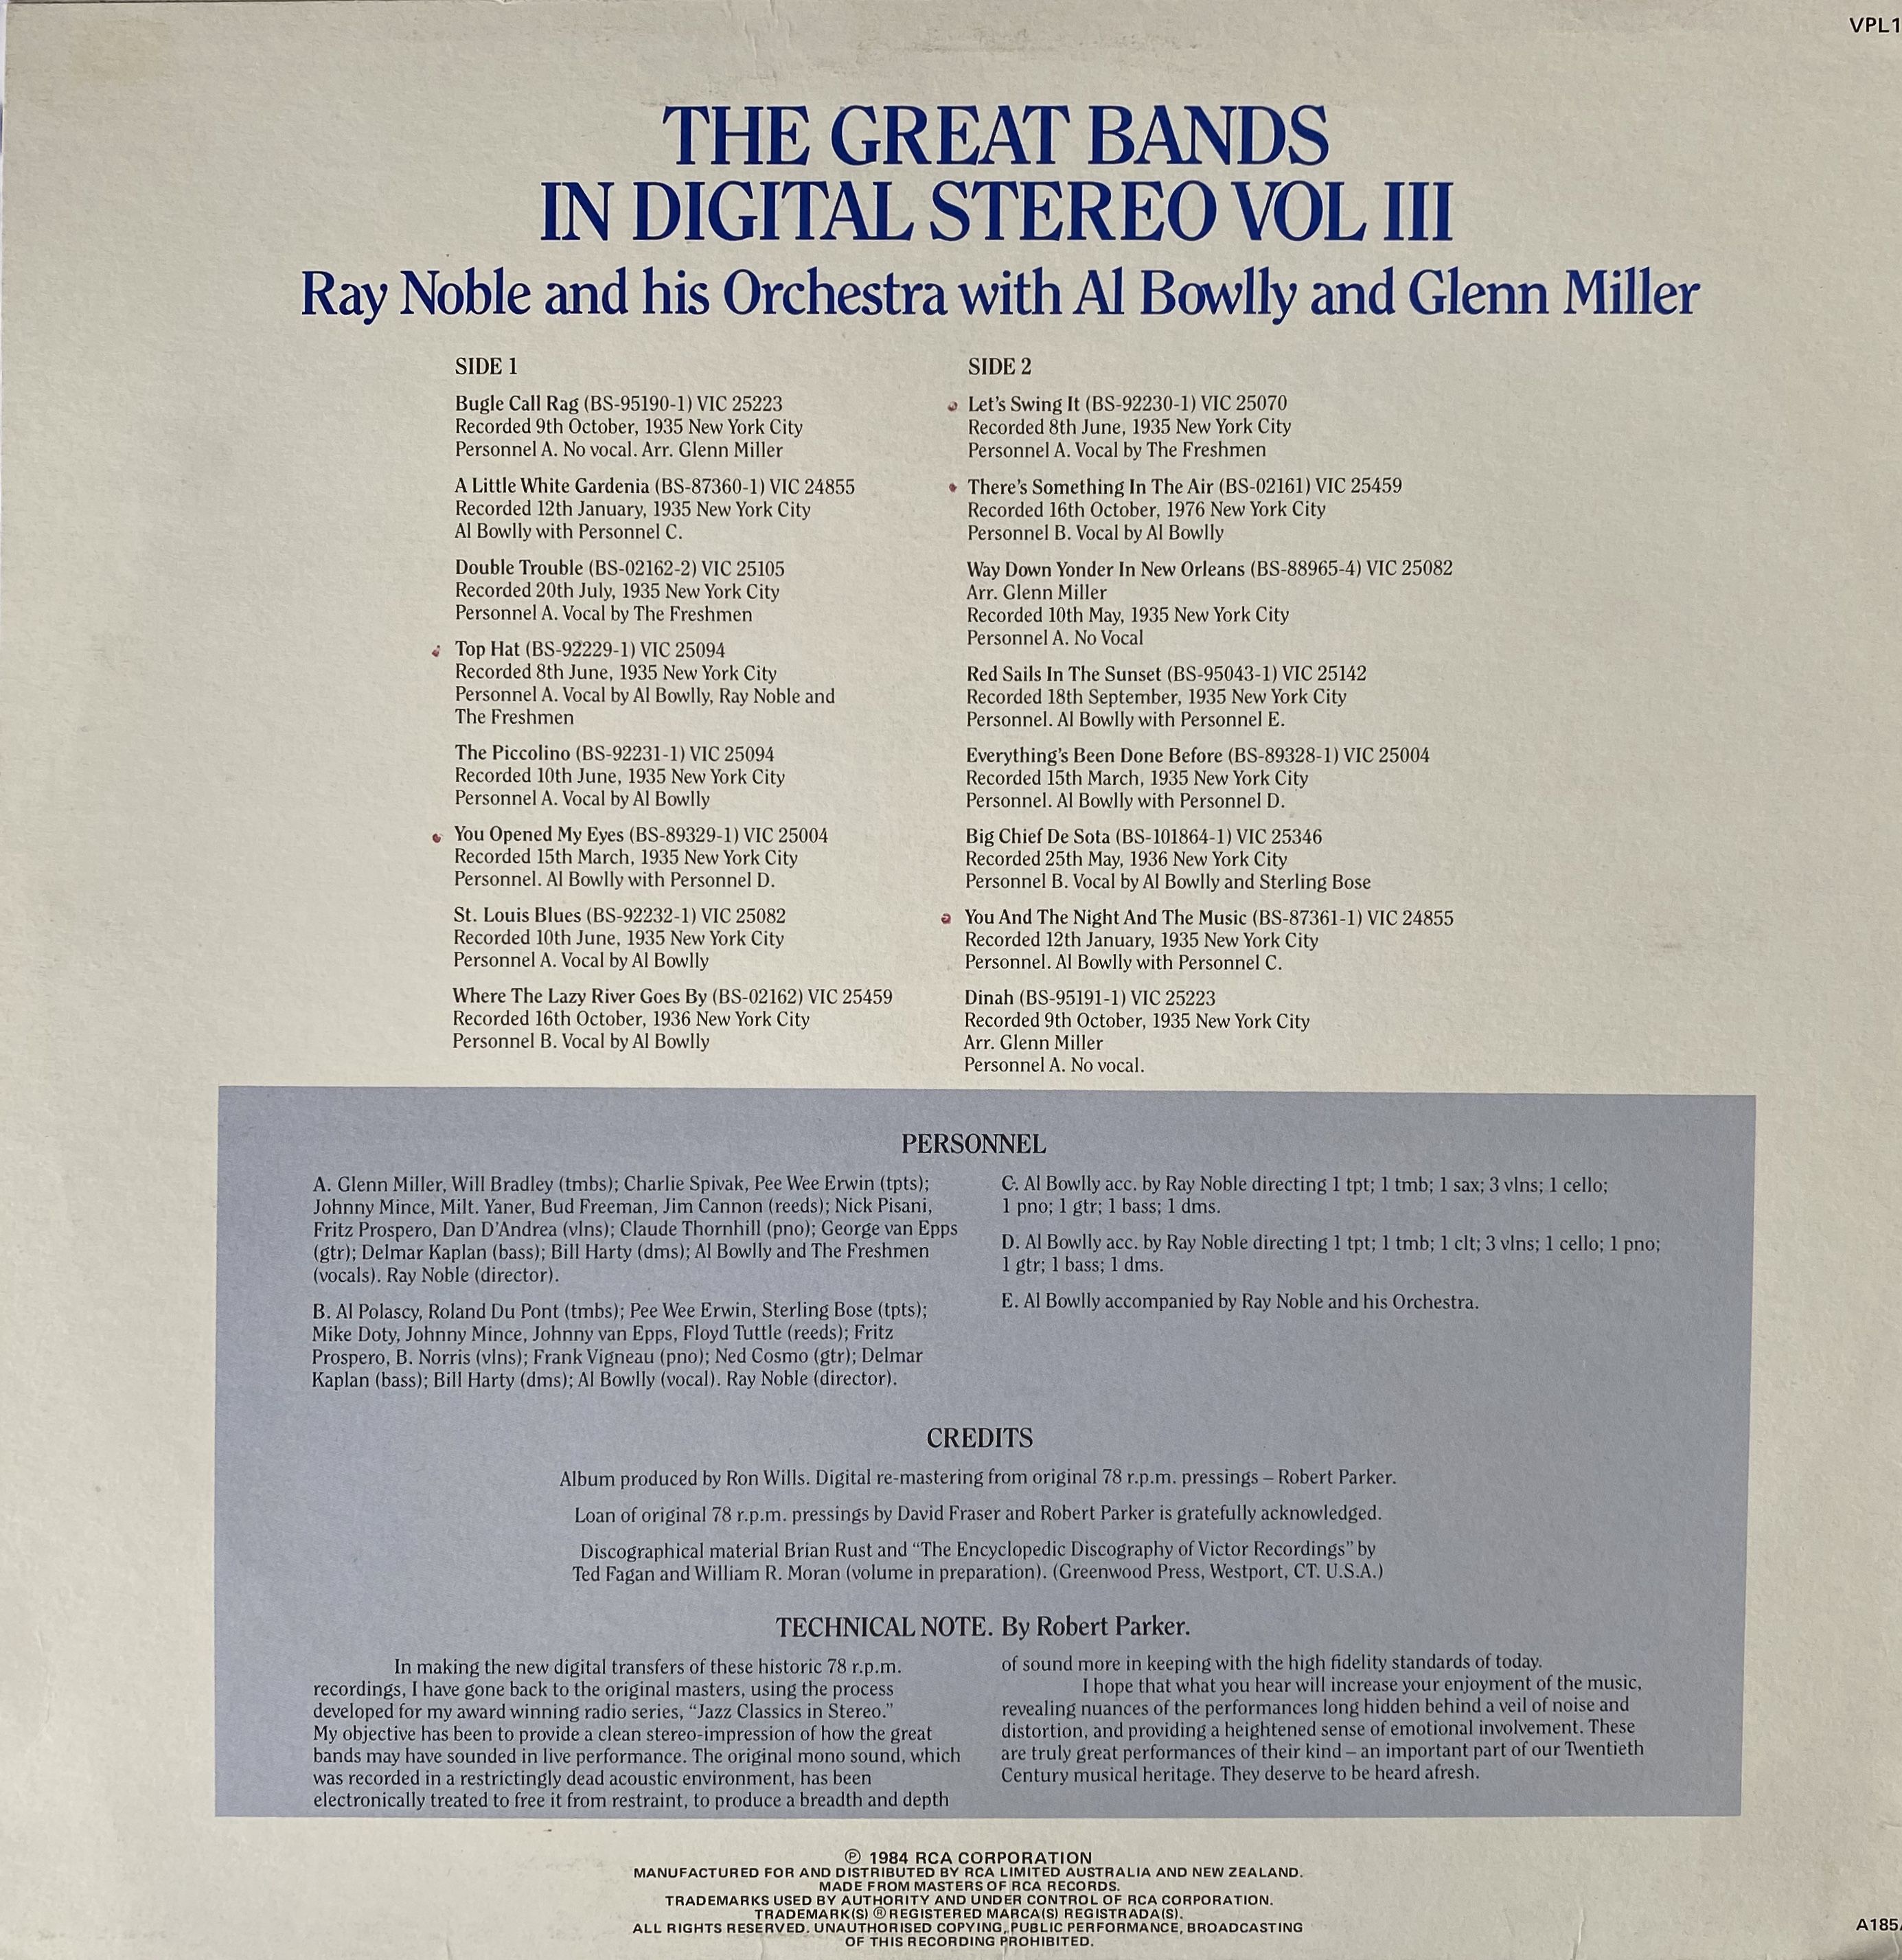 VPL1
THE GREAT BANDS
IN DIGITAL STEREO VOL III
Ray Noble and his Orchestra with Al Bowlly and Glenn Miller
SIDE 1
Bugle Call Rag (BS-95190-1) VIC 25223
Recorded 9th October, 1935 New York City
Personnel A. No vocal. Arr. Glenn Miller
A Little White Gardenia (BS-87360-1) VIC 24855
Recorded 12th January, 1935 New York City
Al Bowlly with Personnel C.
Double Trouble (BS-02162-2) VIC 25105
Recorded 20th July, 1935 New York City
Personnel A. Vocal by The Freshmen
Top Hat (BS-92229-1) VIC 25094
Recorded 8th June, 1935 New York City
Personnel A. Vocal by Al Bowlly, Ray Noble and
The Freshmen
The Piccolino (BS-92231-1) VIC 25094
Recorded 10th June, 1935 New York City
Personnel A. Vocal by Al Bowlly
You Opened My Eyes (BS-89329-1) VIC 25004
Recorded 15th March, 1935 New York City
Personnel. Al Bowlly with Personnel D.
St. Louis Blues (BS-92232-1) VIC 25082
Recorded 10th June, 1935 New York City
Personnel A. Vocal by Al Bowlly
Where The Lazy River Goes By (BS-02162) VIC 25459
Recorded 16th October, 1936 New York City
Personnel B. Vocal by Al Bowlly
SIDE 2
Let's Swing It (BS-92230-1) VIC 25070
Recorded 8th June, 1935 New York City
Personnel A. Vocal by The Freshmen
There's Something In The Air (BS-02161) VIC 25459
Recorded 16th October, 1976 New York City
Personnel B. Vocal by Al Bowlly
Way Down Yonder In New Orleans (BS-88965-4) VIC 25082
Arr. Glenn Miller
Recorded 10th May, 1935 New York City
Personnel A. No Vocal
Red Sails In The Sunset (BS-95043-1) VIC 25142
Recorded 18th September, 1935 New York City
Personnel. Al Bowlly with Personnel E.
Everything's Been Done Before (BS-89328-1) VIC 25004
Recorded 15th March, 1935 New York City
Personnel. Al Bowlly with Personnel D.
Big Chief De Sota (BS-101864-1) VIC 25346
Recorded 25th May, 1936 New York City
Personnel B. Vocal by Al Bowlly and Sterling Bose
You And The Night And The Music (BS-87361-1) VIC 24855
Recorded 12th January, 1935 New York City
Personnel. Al Bowlly with Personnel C.
Dinah (BS-95191-1) VIC 25223
Recorded 9th October, 1935 New York City
Arr. Glenn Miller
Personnel A. No vocal.
PERSONNEL
A. Glenn Miller, Will Bradley (tmbs); Charlie Spivak, Pee Wee Erwin (tpts);
Johnny Mince, Milt. Yaner, Bud Freeman, Jim Cannon (reeds); Nick Pisani,
Fritz Prospero, Dan D'Andrea (vlns); Claude Thornhill (pno); George van Epps
(gtr); Delmar Kaplan (bass); Bill Harty (dms); Al Bowlly and The Freshmen
(vocals). Ray Noble (director).
B. Al Polascy, Roland Du Pont (tmbs); Pee Wee Erwin, Sterling Bose (tpts);
Mike Doty, Johnny Mince, Johnny van Epps, Floyd Tuttle (reeds); Fritz
Prospero, B. Norris (vlns); Frank Vigneau (pno); Ned Cosmo (gtr); Delmar
Kaplan (bass); Bill Harty (dms); Al Bowlly (vocal). Ray Noble (director).
C. Al Bowlly acc. by Ray Noble directing 1 tpt; 1 tmb; 1 sax; 3 vlns; 1 cello;
1 pno; 1 gtr; 1 bass; 1 dms.
D. Al Bowlly acc. by Ray Noble directing 1 tpt; 1 tmb; 1 clt; 3 vlns; 1 cello; 1 pno;
1 gtr; 1 bass; 1 dms.
E. Al Bowlly accompanied by Ray Noble and his Orchestra.
CREDITS
Album produced by Ron Wills. Digital re-mastering from original 78 r.p.m. pressings – Robert Parker.
Loan of original 78 r.p.m. pressings by David Fraser and Robert Parker is gratefully acknowledged.
Discographical material Brian Rust and "The Encyclopedic Discography of Victor Recordings" by
Ted Fagan and William R. Moran (volume in preparation). (Greenwood Press, Westport, CT. U.S.A.)
TECHNICAL NOTE. By Robert Parker.
In making the new digital transfers of these historic 78 r.p.m.
recordings, I have gone back to the original masters, using the process
developed for my award winning radio series, "Jazz Classics in Stereo."
My objective has been to provide a clean stereo-impression of how the great
bands may have sounded in live performance. The original mono sound, which
was recorded in a restrictingly dead acoustic environment, has been
electronically treated to free it from restraint, to produce a breadth and depth
of sound more in keeping with the high fidelity standards of today.
I hope that what you hear will increase your enjoyment of the music,
revealing nuances of the performances long hidden behind a veil of noise and
distortion, and providing a heightened sense of emotional involvement. These
are truly great performances of their kind – an important part of our Twentieth
Century musical heritage. They deserve to be heard afresh.
℗ 1984 RCA CORPORATION
MANUFACTURED FOR AND DISTRIBUTED BY RCA LIMITED AUSTRALIA AND NEW ZEALAND.
MADE FROM MASTERS OF RCA RECORDS.
TRADEMARKS USED BY AUTHORITY AND UNDER CONTROL OF RCA CORPORATION.
TRADEMARK(S) ® REGISTERED MARCA(S) REGISTRADA(S).
ALL RIGHTS RESERVED. UNAUTHORISED COPYING, PUBLIC PERFORMANCE, BROADCASTING
OF THIS RECORDING PROHIBITED.
A185